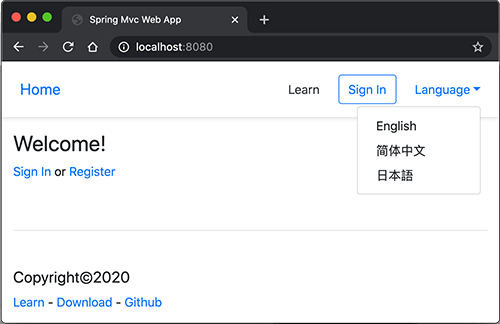 Spring Mvc Web App
localhost:8080
Home Learn Sign In Language
English
简体中文
日本語
Welcome!
Sign In or Register
Copyright©2020
Learn - Download - Github